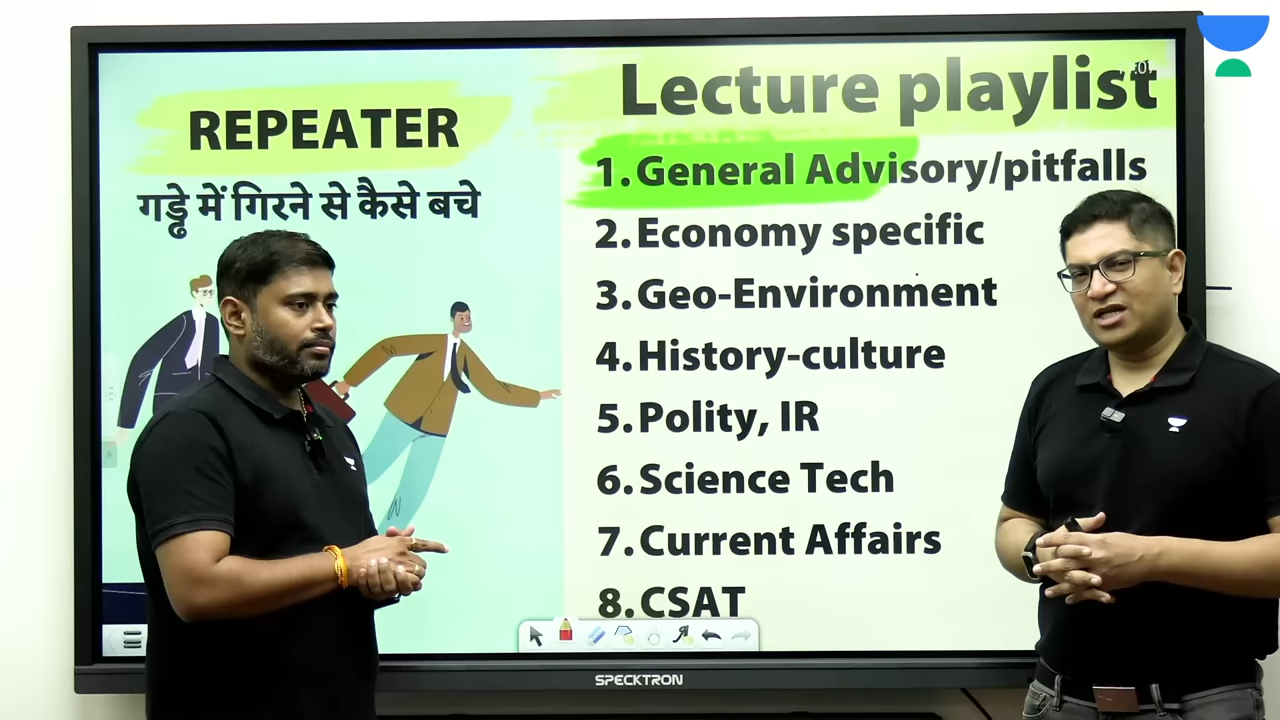 REPEATER
गड्ढे में गिरने से कैसे बचे
Lecture playlist
1. General Advisory/pitfalls
2. Economy specific
3. Geo-Environment
4. History-culture
5. Polity, IR
6. Science Tech
7. Current Affairs
8. CSAT
SPECKTRON